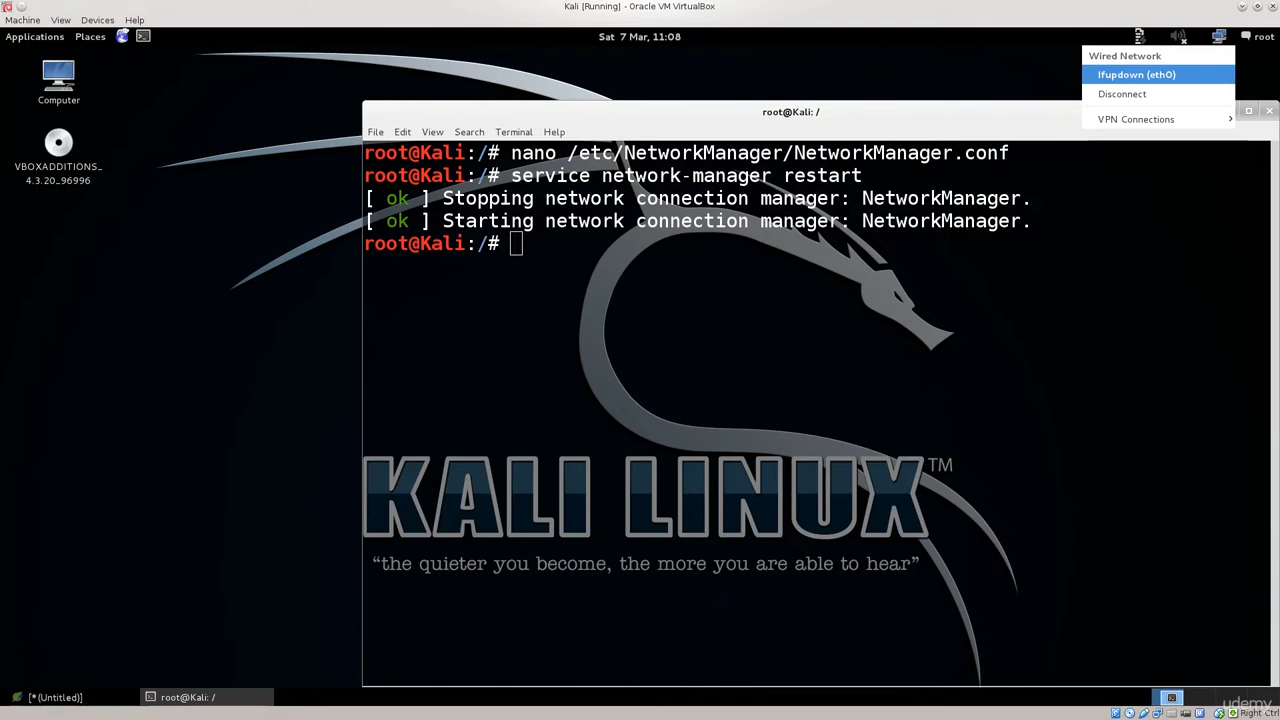 Kali [Running] - Oracle VM VirtualBox
Machine View Devices Help
Applications Places Sat 7 Mar, 11:08 root
Wired Network
Ifupdown (eth0)
Disconnect
VPN Connections
Computer
VBOXADDITIONS_
4.3.20_96996
root@Kali: /
File Edit View Search Terminal Help
root@Kali:/# nano /etc/NetworkManager/NetworkManager.conf
root@Kali:/# service network-manager restart
[ ok ] Stopping network connection manager: NetworkManager.
[ ok ] Starting network connection manager: NetworkManager.
root@Kali:/#
KALI LINUX TM
“the quieter you become, the more you are able to hear”
[*(Untitled)] root@Kali: /
udemy
Right Ctrl